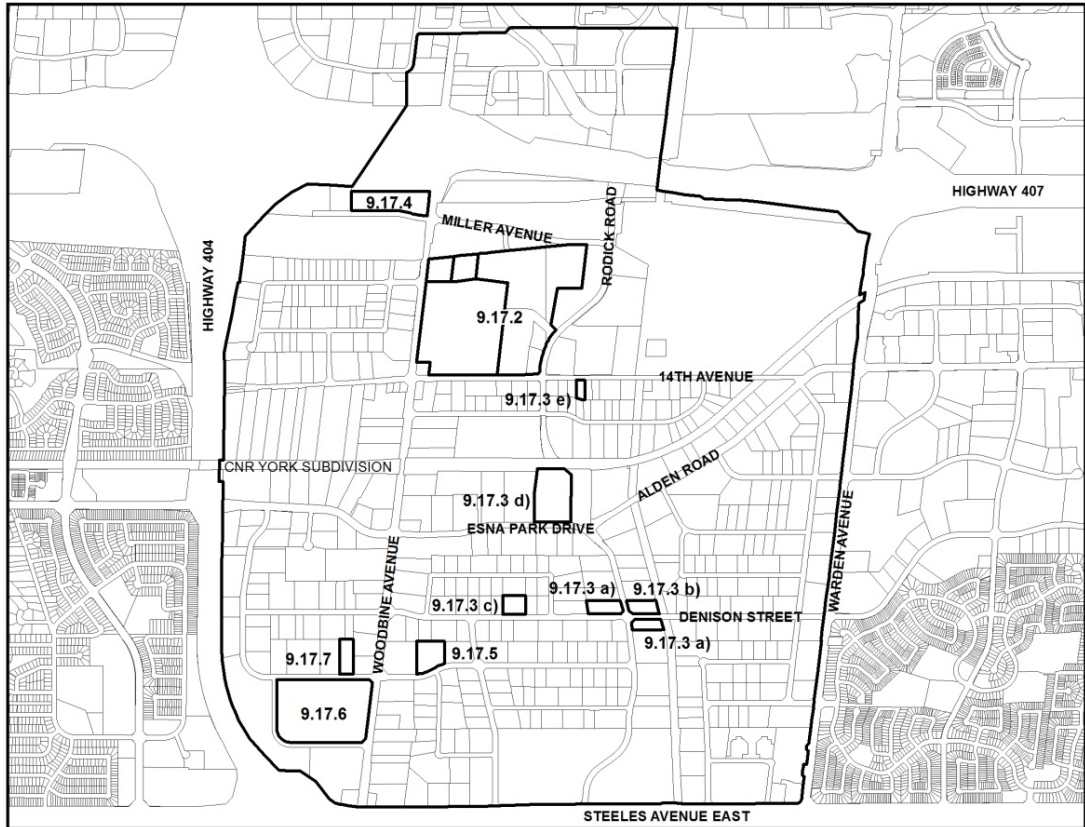 HIGHWAY 407
9.17.4
MILLER AVENUE
RODICK ROAD
HIGHWAY 404
9.17.2
14TH AVENUE
9.17.3 e)
CNR YORK SUBDIVISION
ALDEN ROAD
9.17.3 d)
ESNA PARK DRIVE
WOODBINE AVENUE
WARDEN AVENUE
9.17.3 a)
9.17.3 b)
9.17.3 c)
DENISON STREET
9.17.3 a)
9.17.7
9.17.5
9.17.6
STEELES AVENUE EAST